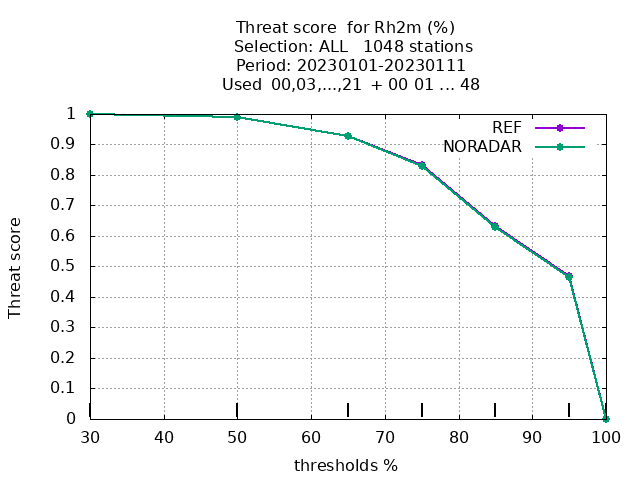 Threat score  for Rh2m (%)
Selection: ALL   1048 stations
Period: 20230101-20230111
Used  00,03,...,21  + 00 01 ... 48
REF
NORADAR
1
0.9
0.8
0.7
0.6
0.5
0.4
0.3
0.2
0.1
0
Threat score
30 40 50 60 70 80 90 100
thresholds %